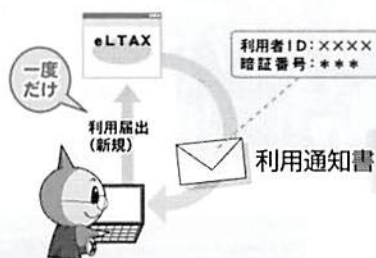 eLTAX
利用者ID:××××
暗証番号:***
一度
だけ
利用届出
(新規)
利用通知書